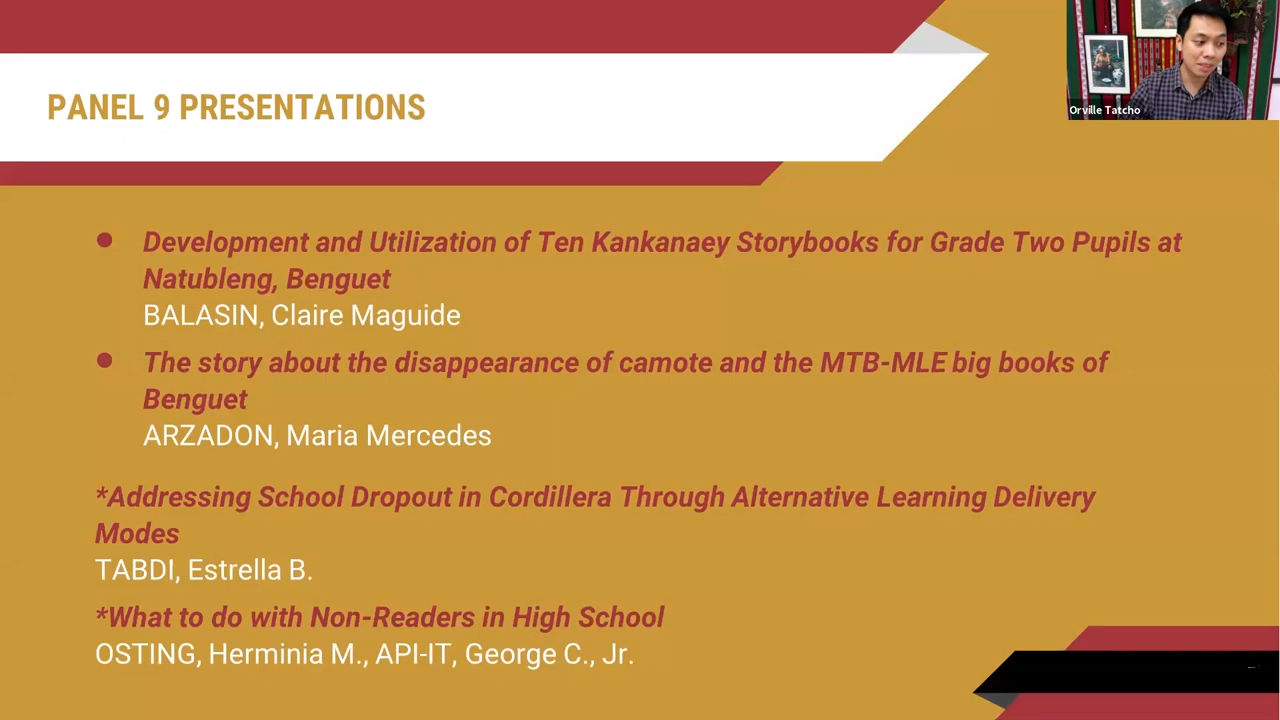 PANEL 9 PRESENTATIONS
Orville Tatcho
● Development and Utilization of Ten Kankanaey Storybooks for Grade Two Pupils at
Natubleng, Benguet
BALASIN, Claire Maguide
● The story about the disappearance of camote and the MTB-MLE big books of
Benguet
ARZADON, Maria Mercedes
*Addressing School Dropout in Cordillera Through Alternative Learning Delivery
Modes
TABDI, Estrella B.
*What to do with Non-Readers in High School
OSTING, Herminia M., API-IT, George C., Jr.